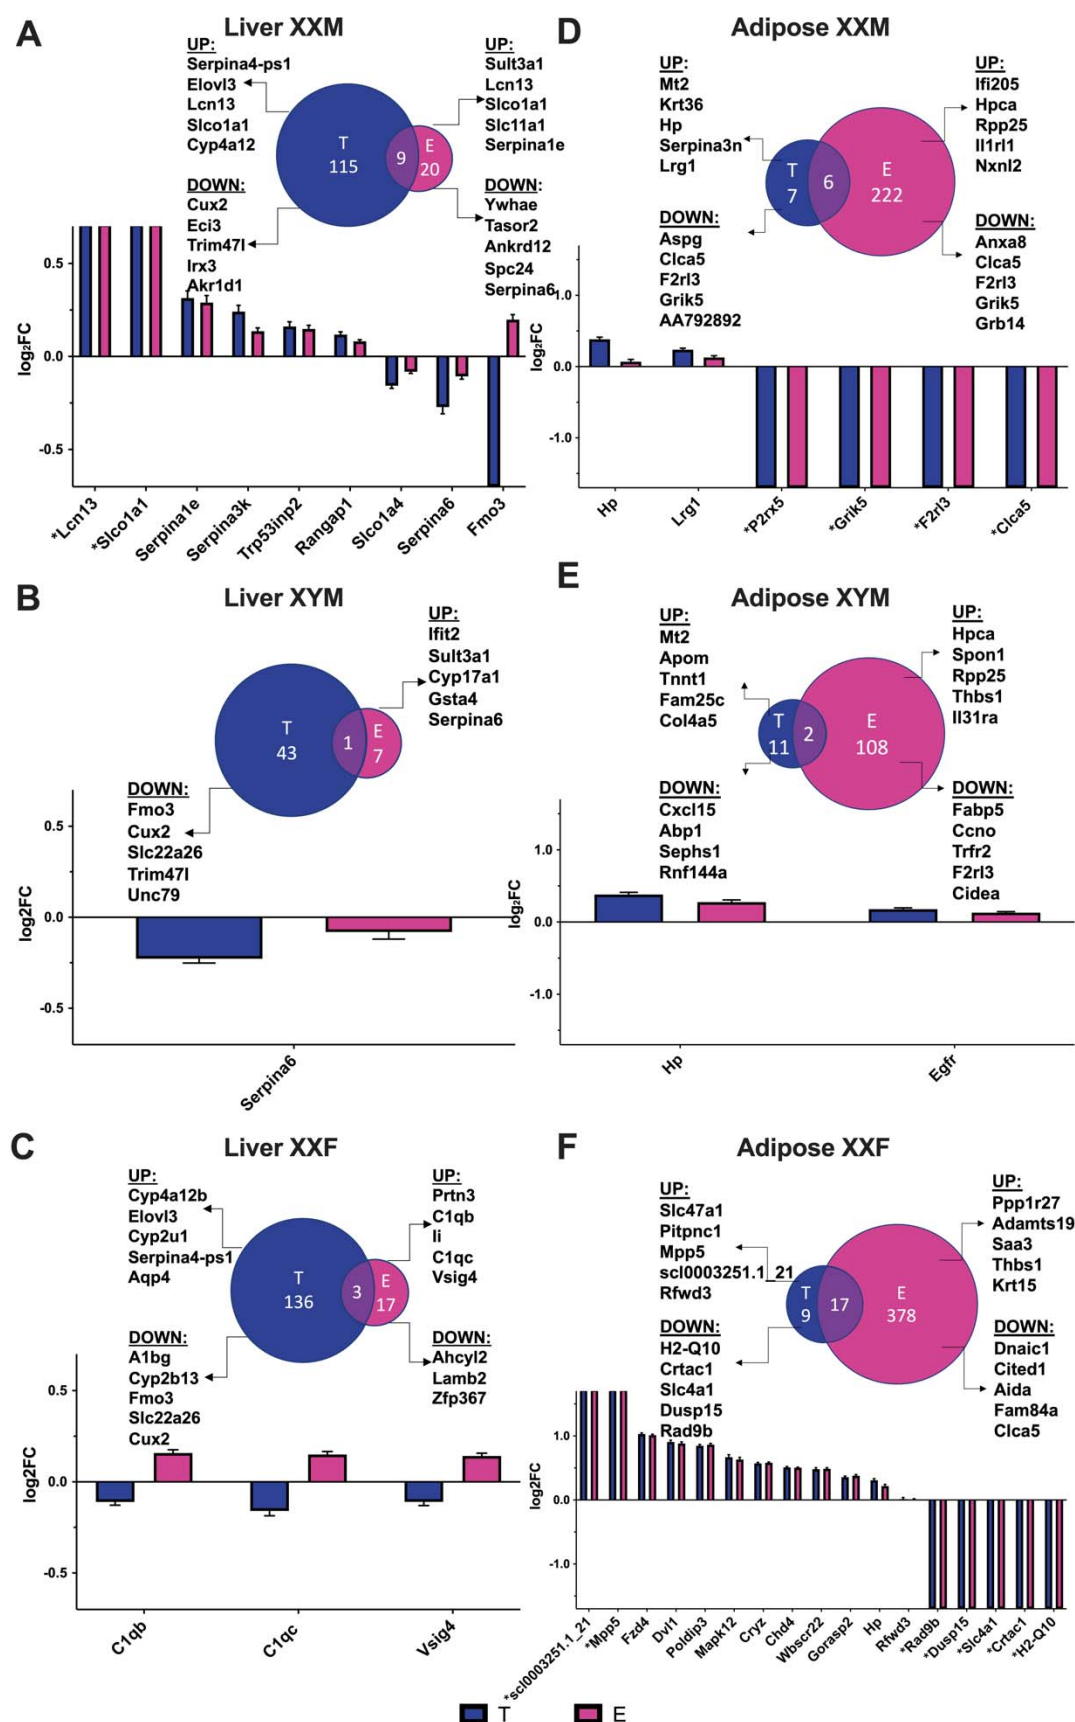 A
Liver XXM
UP:
Serpina4-ps1
Elovl3
Lcn13
Slco1a1
Cyp4a12
UP:
Sult3a1
Lcn13
Slco1a1
Slc11a1
Serpina1e
T
115
9
E
20
DOWN:
Cux2
Eci3
Trim47l
Irx3
Akr1d1
DOWN:
Ywhae
Tasor2
Ankrd12
Spc24
Serpina6
log₂FC
0.5
0.0
-0.5
*Lcn13
*Slco1a1
Serpina1e
Serpina3k
Trp53inp2
Rangap1
Slco1a4
Serpina6
Fmo3
D
Adipose XXM
UP:
Mt2
Krt36
Hp
Serpina3n
Lrg1
UP:
Ifi205
Hpca
Rpp25
Il1rl1
Nxnl2
T
7
6
E
222
DOWN:
Aspg
Clca5
F2rl3
Grik5
AA792892
DOWN:
Anxa8
Clca5
F2rl3
Grik5
Grb14
log₂FC
1.0
0.0
-1.0
Hp
Lrg1
*P2rx5
*Grik5
*F2rl3
*Clca5
B
Liver XYM
UP:
Ifit2
Sult3a1
Cyp17a1
Gsta4
Serpina6
T
43
1
E
7
DOWN:
Fmo3
Cux2
Slc22a26
Trim47l
Unc79
log2FC
0.5
0.0
-0.5
Serpina6
E
Adipose XYM
UP:
Mt2
Apom
Tnnt1
Fam25c
Col4a5
UP:
Hpca
Spon1
Rpp25
Thbs1
Il31ra
T
11
2
E
108
DOWN:
Cxcl15
Abp1
Sephs1
Rnf144a
DOWN:
Fabp5
Ccno
Trfr2
F2rl3
Cidea
log₂FC
1.0
0.0
-1.0
Hp
Egfr
C
Liver XXF
UP:
Cyp4a12b
Elovl3
Cyp2u1
Serpina4-ps1
Aqp4
UP:
Prtn3
C1qb
Ii
C1qc
Vsig4
T
136
3
E
17
DOWN:
A1bg
Cyp2b13
Fmo3
Slc22a26
Cux2
DOWN:
Ahcyl2
Lamb2
Zfp367
log2FC
0.5
0.0
-0.5
C1qb
C1qc
Vsig4
F
Adipose XXF
UP:
Slc47a1
Pitpnc1
Mpp5
scl0003251.1_21
Rfwd3
UP:
Ppp1r27
Adamts19
Saa3
Thbs1
Krt15
T
9
17
E
378
DOWN:
H2-Q10
Crtac1
Slc4a1
Dusp15
Rad9b
DOWN:
Dnaic1
Cited1
Aida
Fam84a
Clca5
log2FC
1.0
0.0
-1.0
*scl0003251.1_21
*Mpp5
Fzd4
Dvl1
Poldip3
Mapk12
Cryz
Chd4
Wbscr22
Gorasp2
Hp
Rfwd3
*Rad9b
*Dusp15
*Slc4a1
*Crtac1
*H2-Q10
T
E